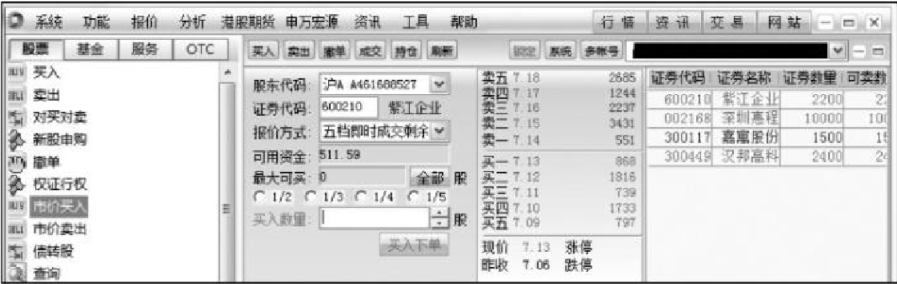 系统 功能 报价 分析 港股期货 申万宏源 资讯 工具 帮助 行情 资讯 交易 网站
股票 基金 服务 OTC 买入 卖出 撤单 成交 持仓 刷新 锁定 系统 多帐号
买入
卖出
对买对卖
新股申购
撤单
权证行权
市价买入
市价卖出
债转股
查询
股东代码: 沪A A461688527
证券代码: 600210 紫江企业
报价方式: 五档即时成交剩余
可用资金: 511.59
最大可买: 0 全部 股
1/2 1/3 1/4 1/5
买入数量: 股
买入下单
卖五 7.18 2685
卖四 7.17 1244
卖三 7.16 2237
卖二 7.15 3431
卖一 7.14 551
买一 7.13 868
买二 7.12 1816
买三 7.11 739
买四 7.10 1733
买五 7.09 797
现价 7.13 涨停
昨收 7.06 跌停
证券代码 证券名称 证券数量 可卖数
600210 紫江企业 2200
002168 深圳惠程 10000
300117 嘉寓股份 1500
300449 汉邦高科 2400